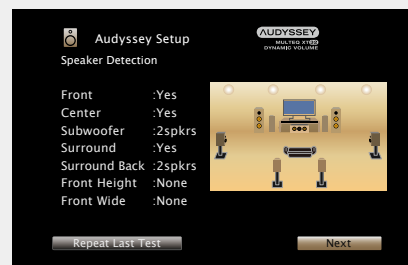 Audyssey Setup
AUDYSSEY
MULTEQ XT32
DYNAMIC VOLUME
Speaker Detection
Front :Yes
Center :Yes
Subwoofer :2spkrs
Surround :Yes
Surround Back :2spkrs
Front Height :None
Front Wide :None
Repeat Last Test
Next